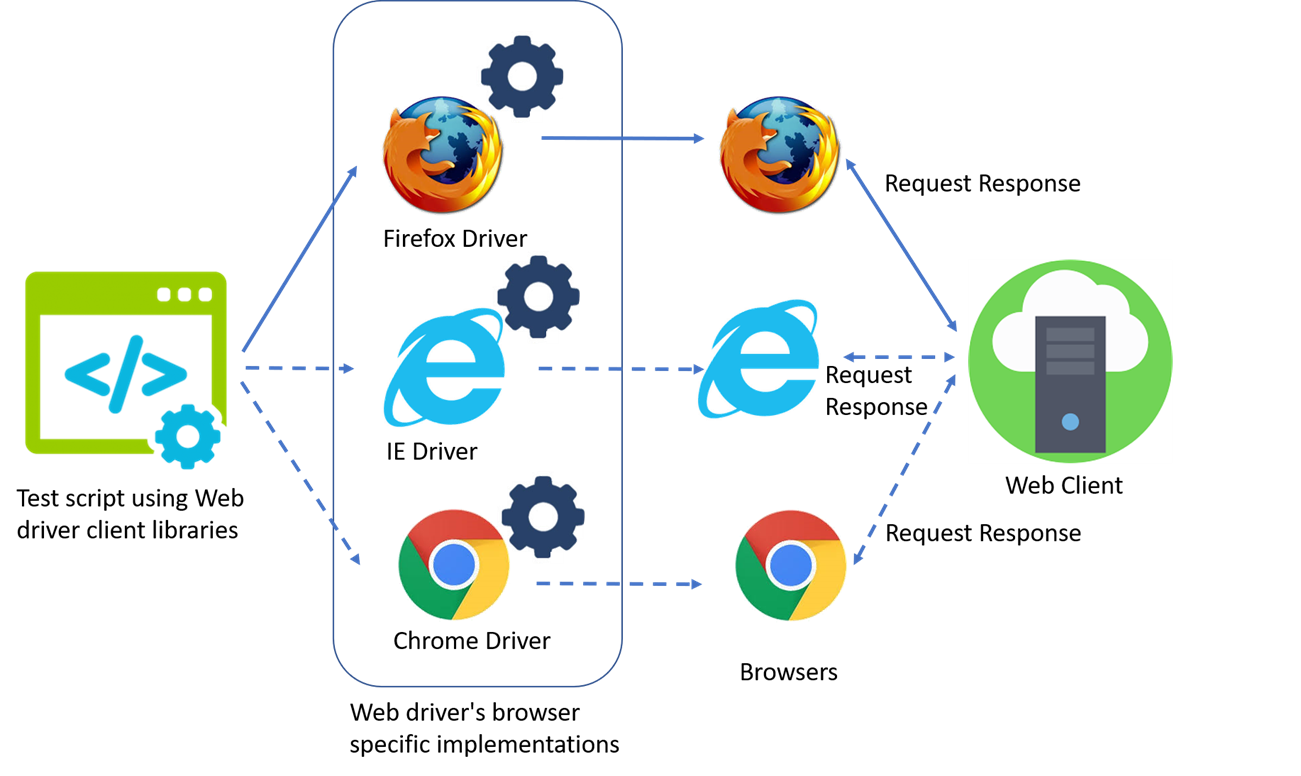 Request Response
Firefox Driver
Request
Response
IE Driver
Web Client
Test script using Web
driver client libraries
Request Response
Chrome Driver
Browsers
Web driver's browser
specific implementations